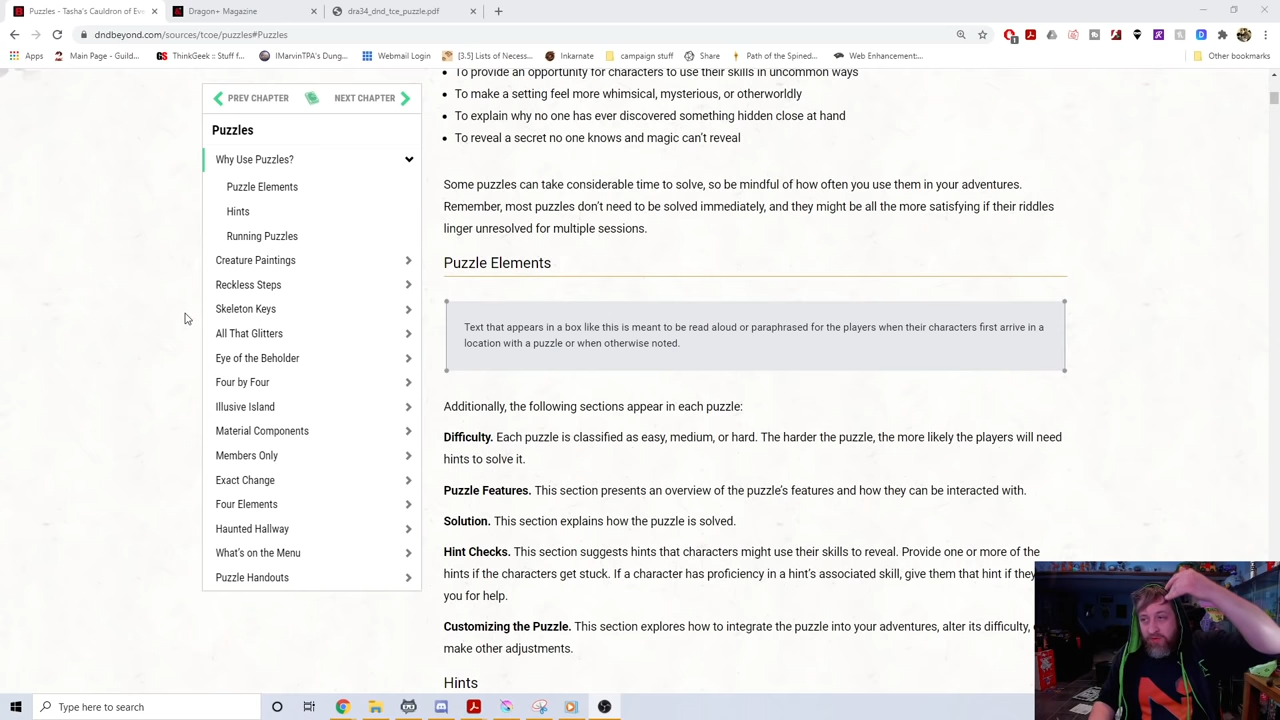 Puzzles - Tasha's Cauldron of Eve
Dragon+ Magazine
dra34_dnd_tce_puzzle.pdf
dndbeyond.com/sources/tcoe/puzzles#Puzzles
Apps
Main Page - Guild...
ThinkGeek :: Stuff f...
IMarvinTPA's Dung...
Webmail Login
[3.5] Lists of Necess...
Inkarnate
campaign stuff
Share
Path of the Spined...
Web Enhancement:...
Other bookmarks
PREV CHAPTER
NEXT CHAPTER
Puzzles
Why Use Puzzles?
Puzzle Elements
Hints
Running Puzzles
Creature Paintings
Reckless Steps
Skeleton Keys
All That Glitters
Eye of the Beholder
Four by Four
Illusive Island
Material Components
Members Only
Exact Change
Four Elements
Haunted Hallway
What's on the Menu
Puzzle Handouts
To provide an opportunity for characters to use their skills in uncommon ways
To make a setting feel more whimsical, mysterious, or otherworldly
To explain why no one has ever discovered something hidden close at hand
To reveal a secret no one knows and magic can't reveal
Some puzzles can take considerable time to solve, so be mindful of how often you use them in your adventures.
Remember, most puzzles don't need to be solved immediately, and they might be all the more satisfying if their riddles
linger unresolved for multiple sessions.
Puzzle Elements
Text that appears in a box like this is meant to be read aloud or paraphrased for the players when their characters first arrive in a
location with a puzzle or when otherwise noted.
Additionally, the following sections appear in each puzzle:
Difficulty. Each puzzle is classified as easy, medium, or hard. The harder the puzzle, the more likely the players will need
hints to solve it.
Puzzle Features. This section presents an overview of the puzzle's features and how they can be interacted with.
Solution. This section explains how the puzzle is solved.
Hint Checks. This section suggests hints that characters might use their skills to reveal. Provide one or more of the
hints if the characters get stuck. If a character has proficiency in a hint's associated skill, give them that hint if they
you for help.
Customizing the Puzzle. This section explores how to integrate the puzzle into your adventures, alter its difficulty,
make other adjustments.
Hints
Type here to search